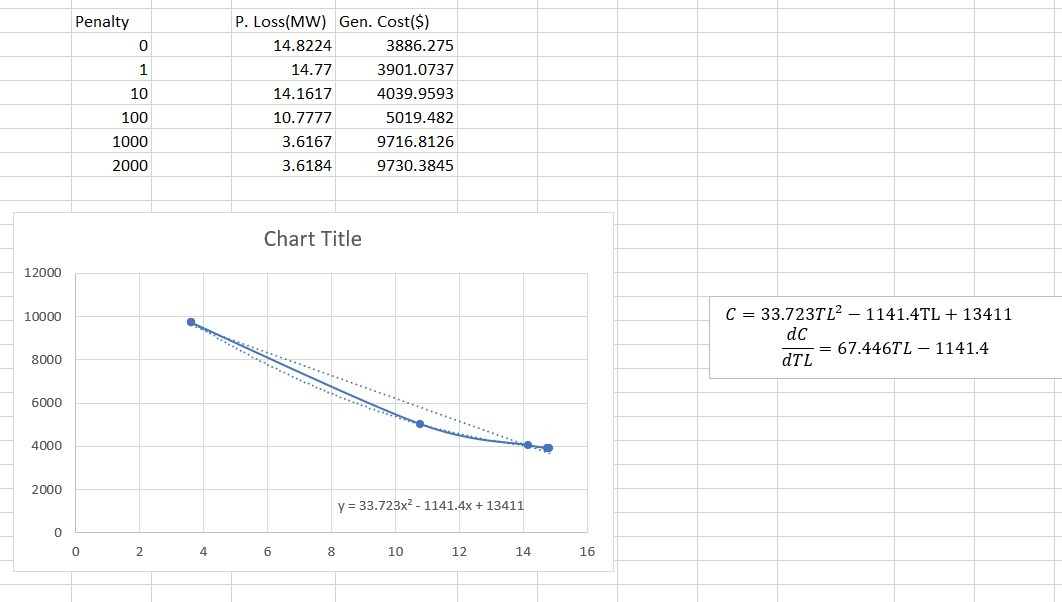 Penalty P. Loss(MW) Gen. Cost($)
0 14.8224 3886.275
1 14.77 3901.0737
10 14.1617 4039.9593
100 10.7777 5019.482
1000 3.6167 9716.8126
2000 3.6184 9730.3845
Chart Title
12000
10000
8000
6000
4000
2000
0
y = 33.723x² - 1141.4x + 13411
0 2 4 6 8 10 12 14 16
C = 33.723TL² − 1141.4TL + 13411
dC
dTL
= 67.446TL − 1141.4